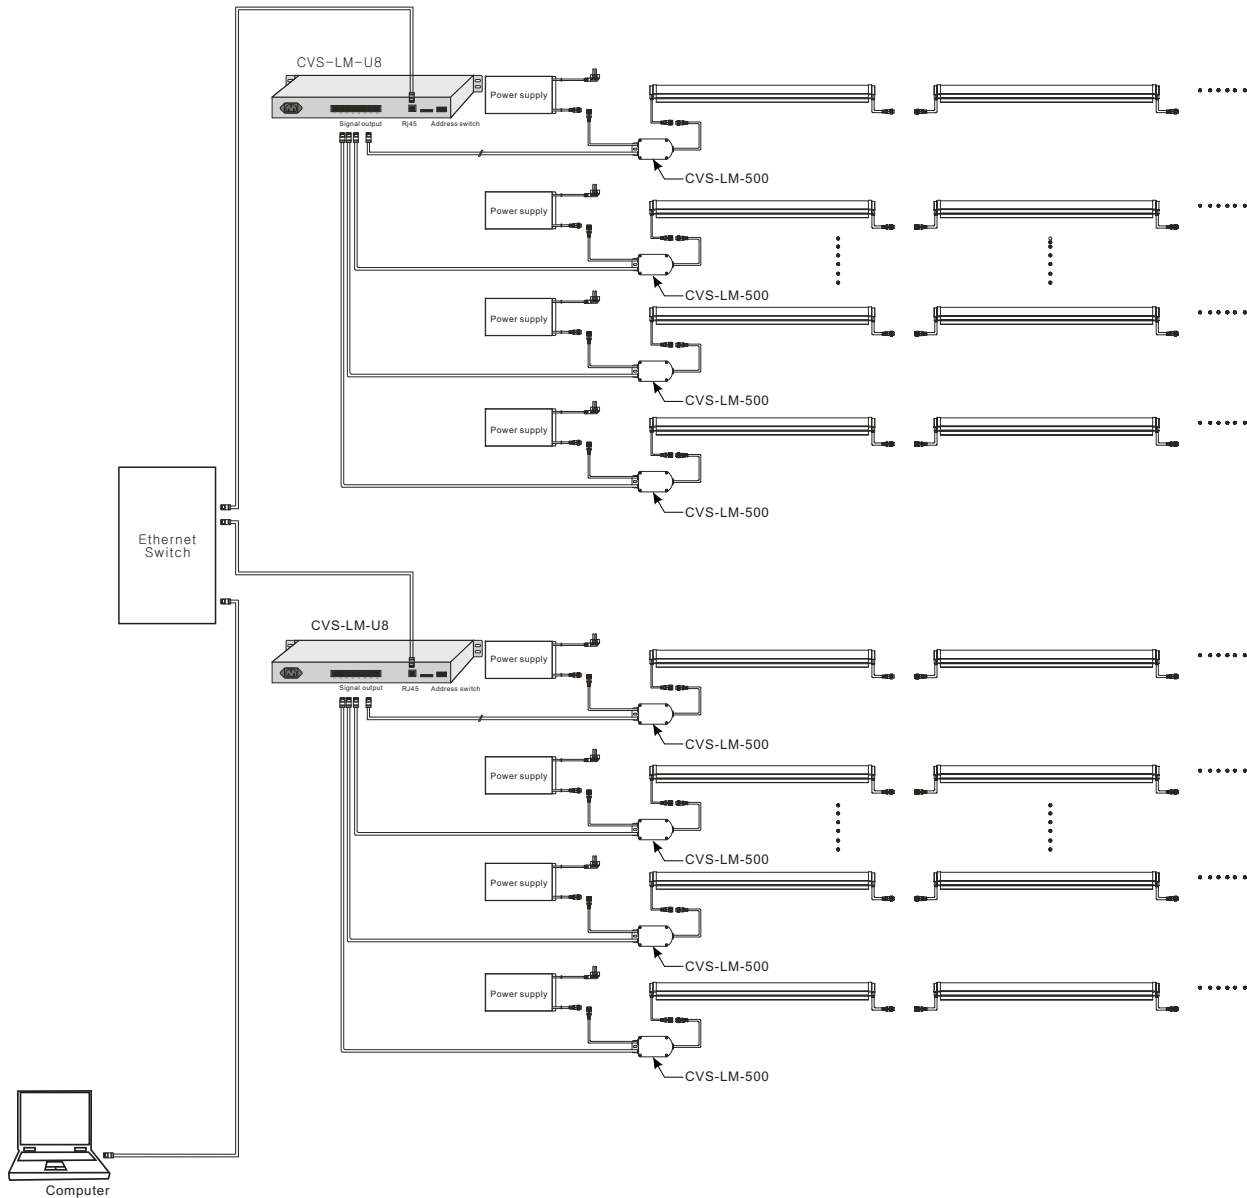 CVS-LM-U8
Power supply
Signal output Rj45 Address switch
CVS-LM-500
Power supply
CVS-LM-500
Power supply
CVS-LM-500
Power supply
CVS-LM-500
Ethernet
Switch
CVS-LM-U8
Power supply
Signal output RJ45 Address switch
CVS-LM-500
Power supply
CVS-LM-500
Power supply
CVS-LM-500
Power supply
CVS-LM-500
Computer